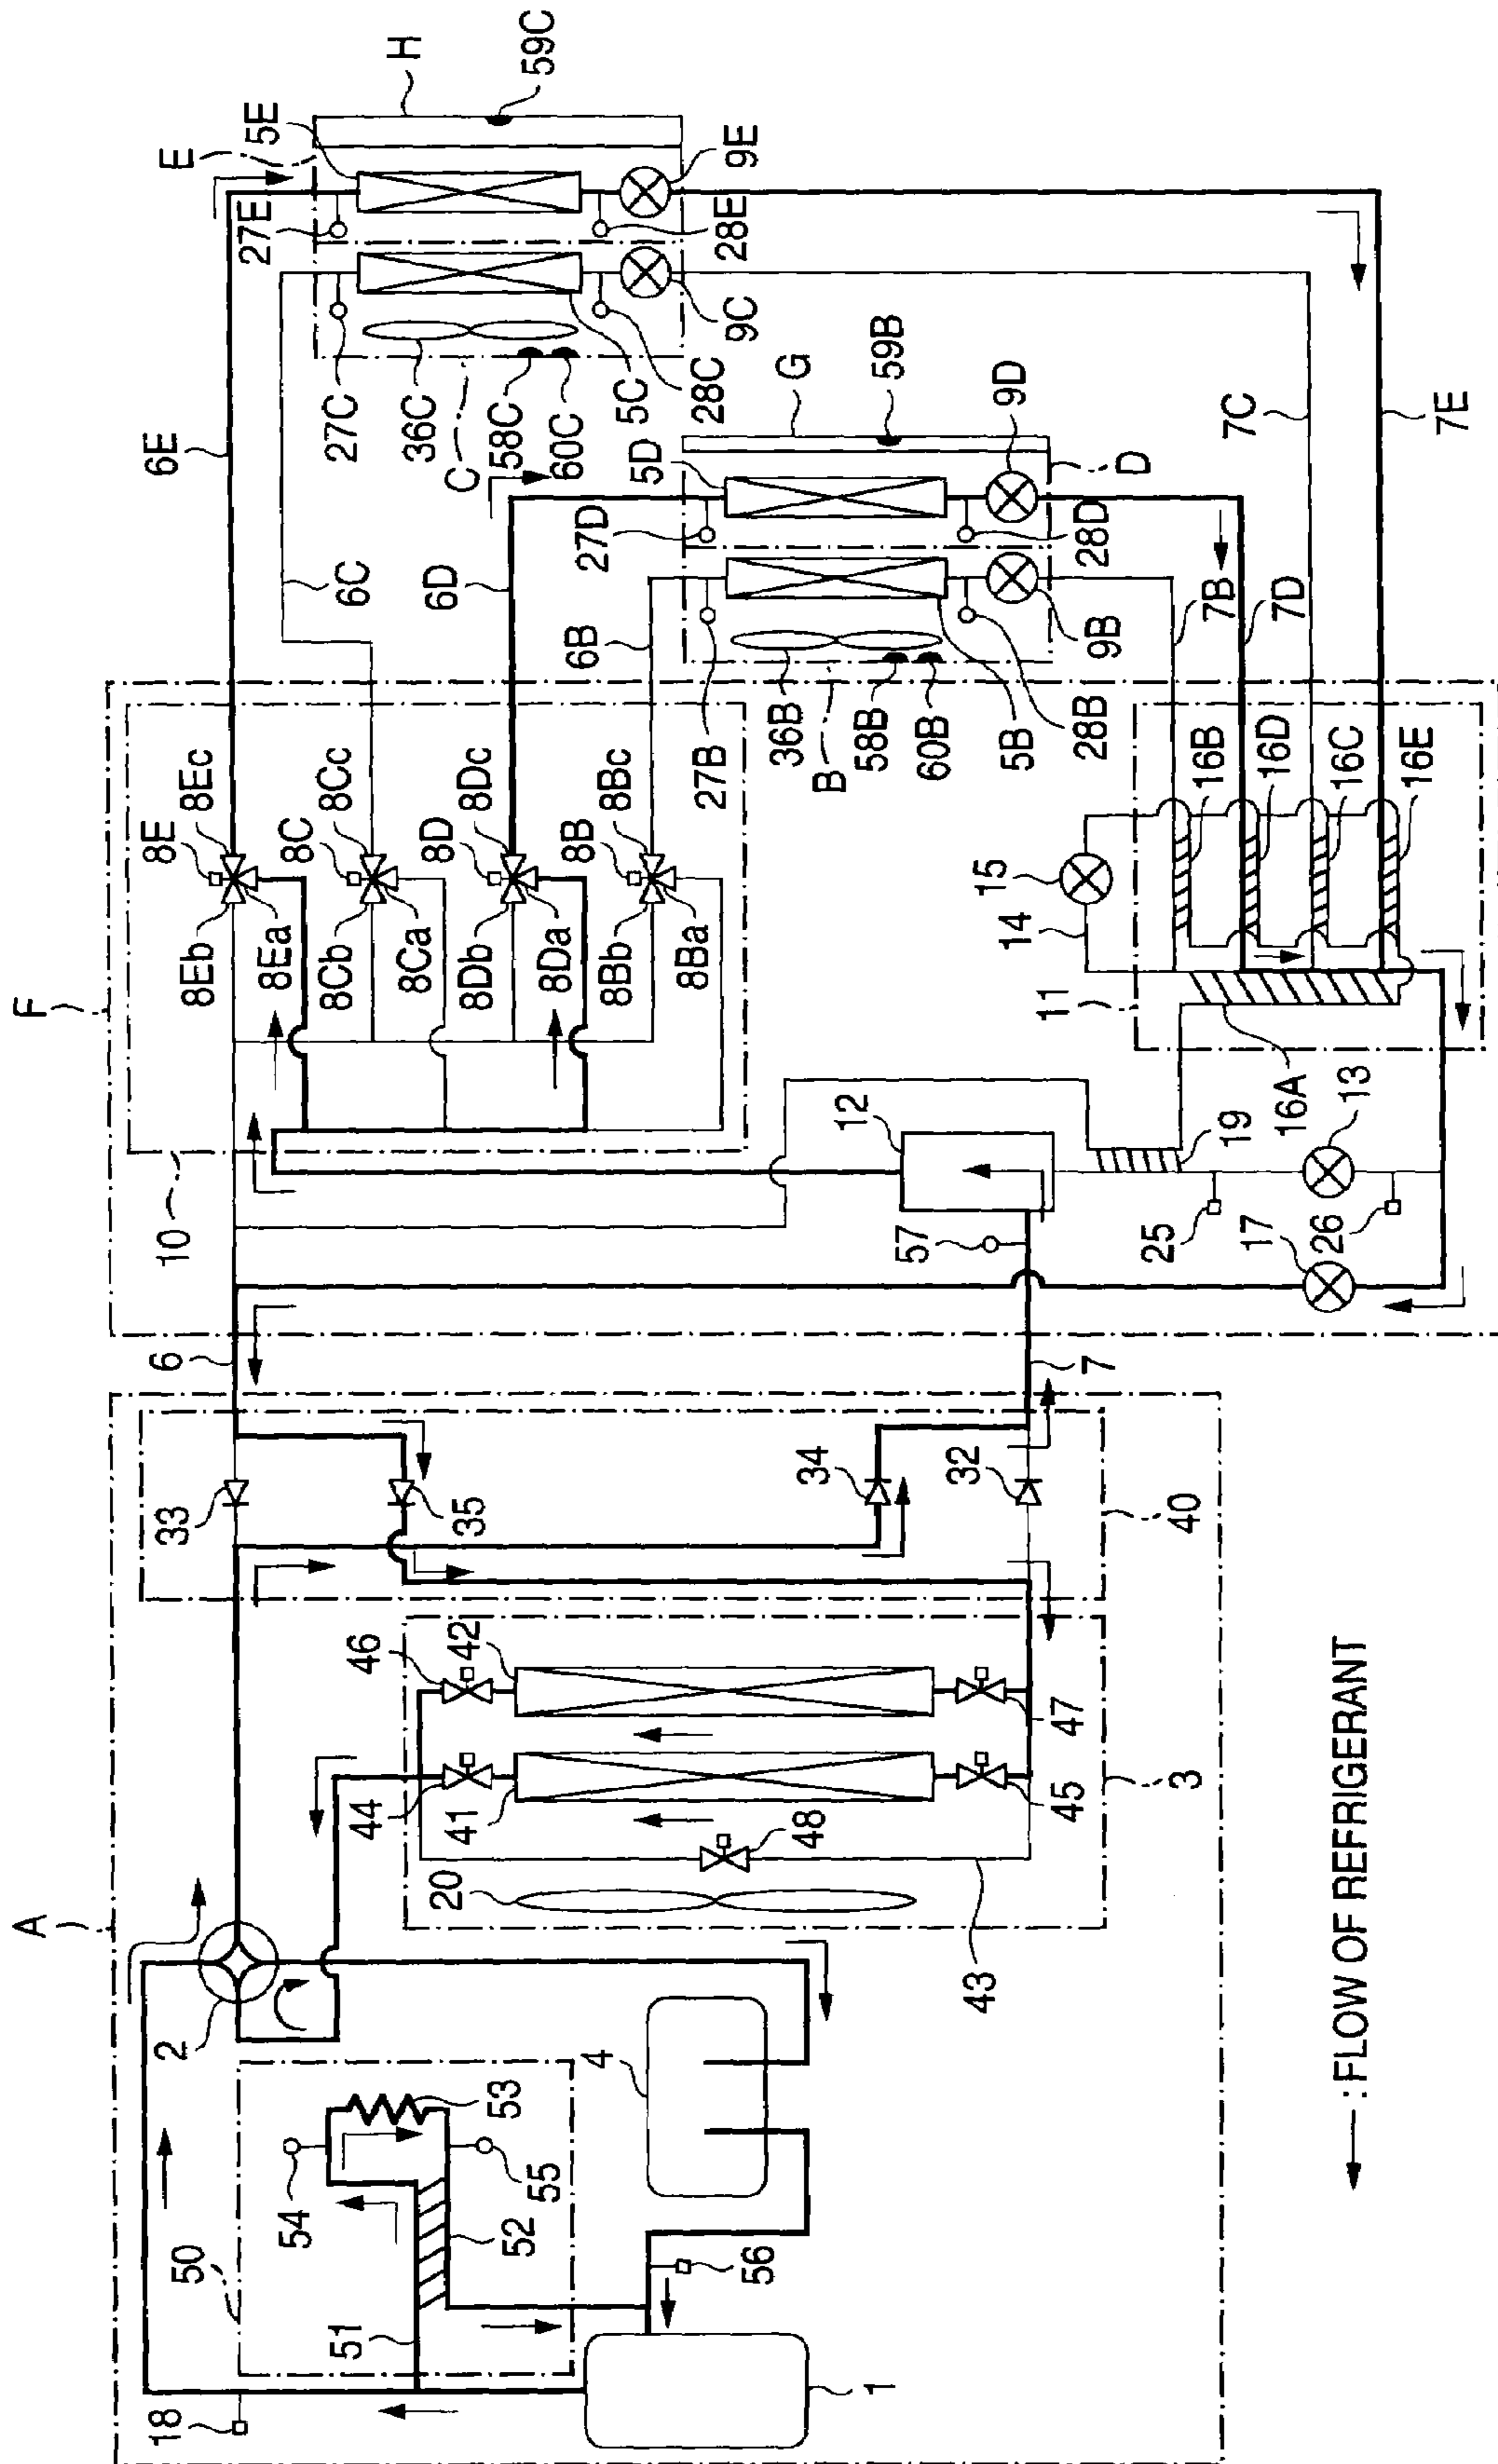 A
F
50
18
51
54
53
52
55
56
1
4
2
20
48
43
44
41
45
46
42
47
3
33
35
34
32
40
6
7
10
57
12
25
26
17
13
19
16A
11
14
15
16B
16D
16C
16E
8E
8Eb
8Ec
8Ea
8C
8Cb
8Cc
8Ca
8D
8Db
8Dc
8Da
8B
8Bb
8Bc
8Ba
6E
6C
6D
6B
27B
36B
B
58B
60B
5B
28B
9B
27D
5D
28D
9D
G
59B
D
7B
7D
7C
7E
27C
36C
C
58C
60C
5C
28C
9C
27E
E
5E
28E
9E
H
59C
: FLOW OF REFRIGERANT